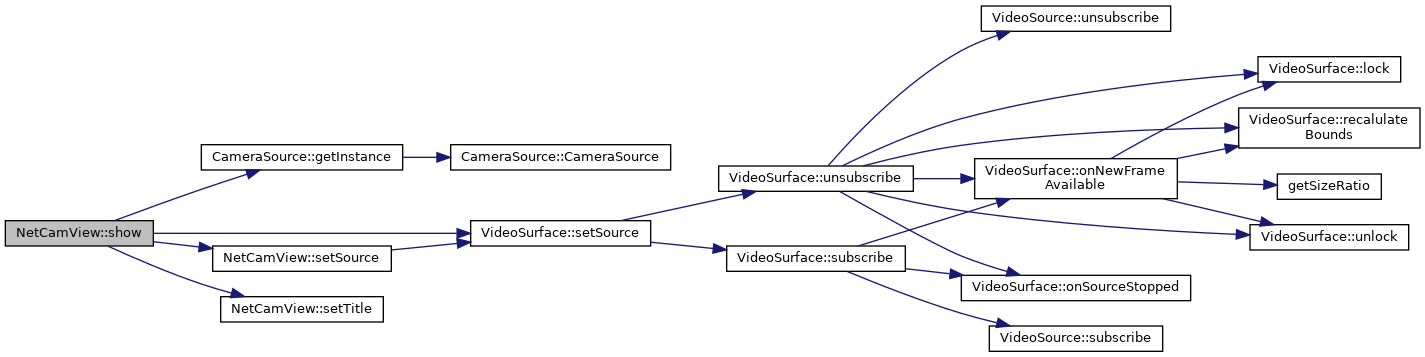 NetCamView::show
CameraSource::getInstance
CameraSource::CameraSource
NetCamView::setSource
NetCamView::setTitle
VideoSurface::setSource
VideoSurface::unsubscribe
VideoSurface::subscribe
VideoSource::unsubscribe
VideoSurface::onNewFrame
Available
VideoSurface::onSourceStopped
VideoSource::subscribe
VideoSurface::lock
VideoSurface::recalulate
Bounds
getSizeRatio
VideoSurface::unlock